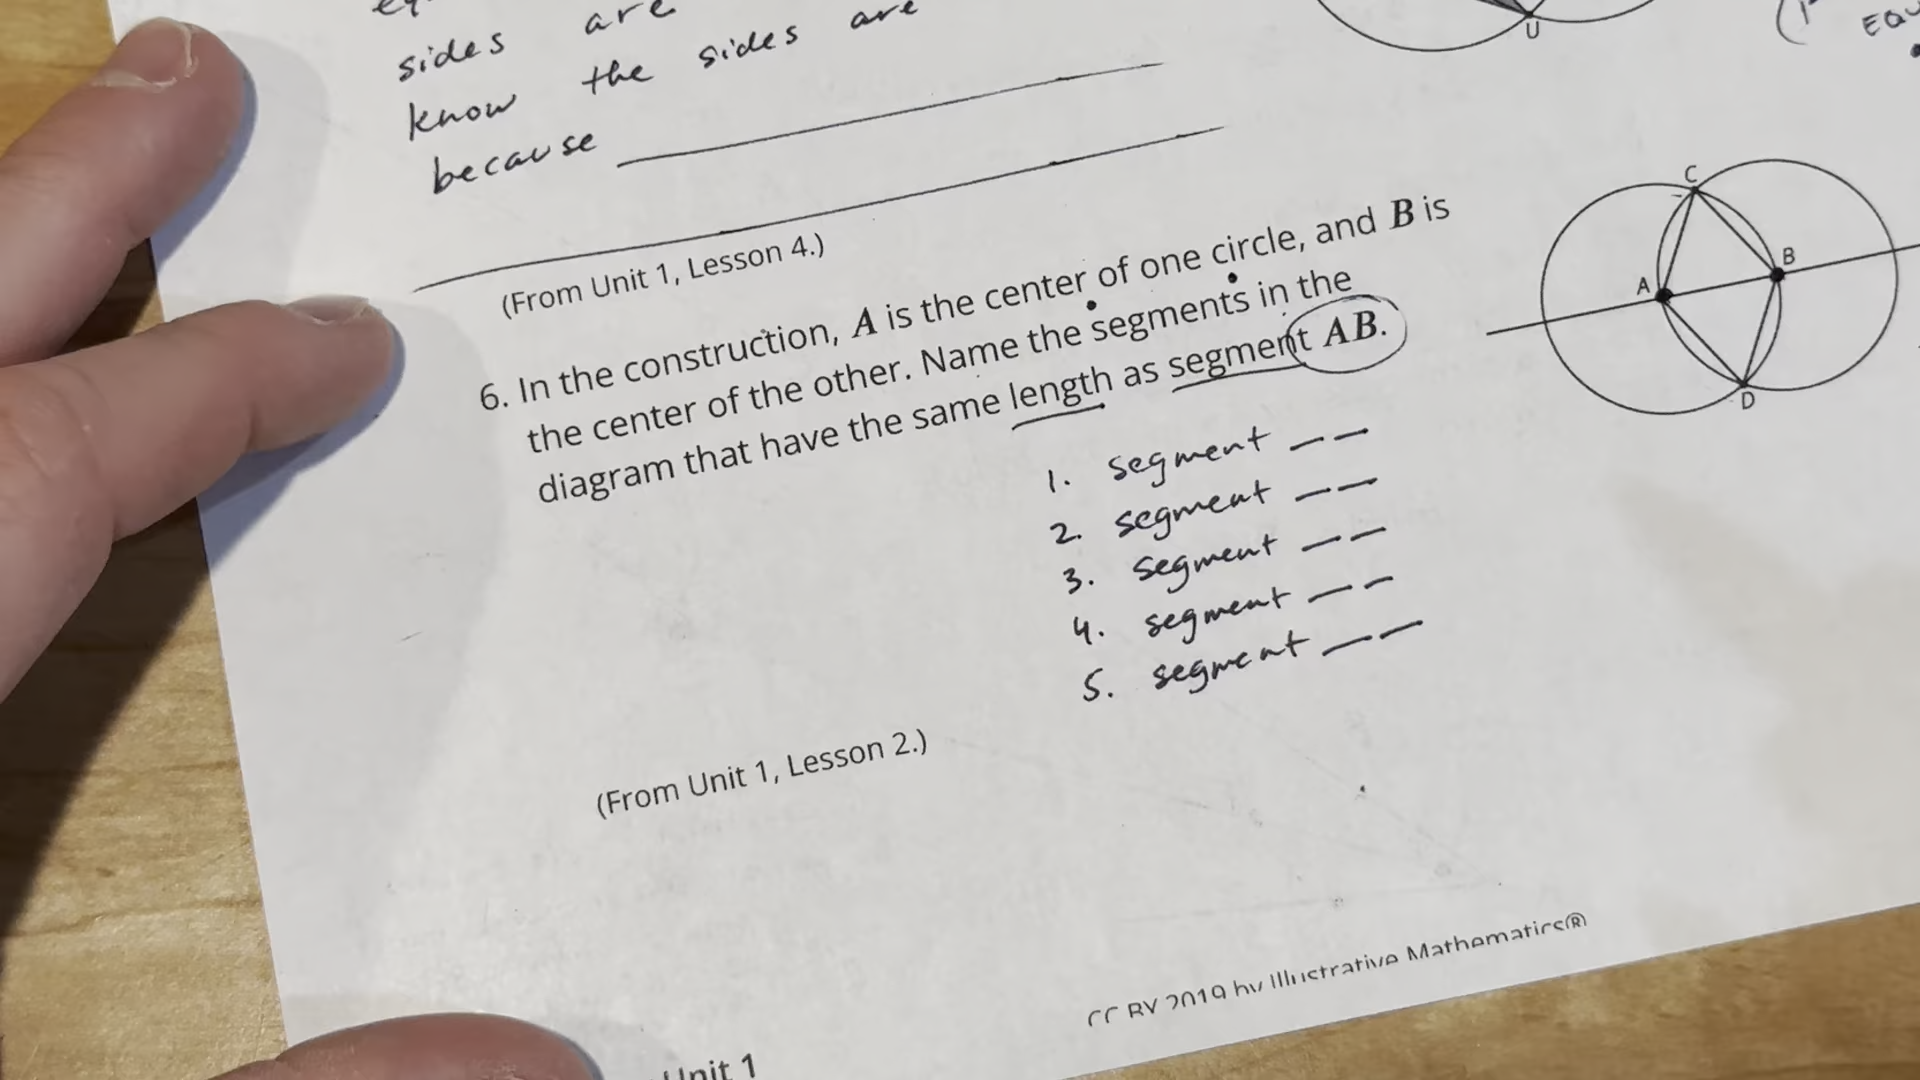 sides are
know the sides are
because
(From Unit 1, Lesson 4.)
6. In the construction, A is the center of one circle, and B is
the center of the other. Name the segments in the
diagram that have the same length as segment AB.
1. segment
2. segment
3. segment
4. segment
5. segment
(From Unit 1, Lesson 2.)
U
C
B
A
D
CC BY 2019 by Illustrative Mathematics®
Unit 1